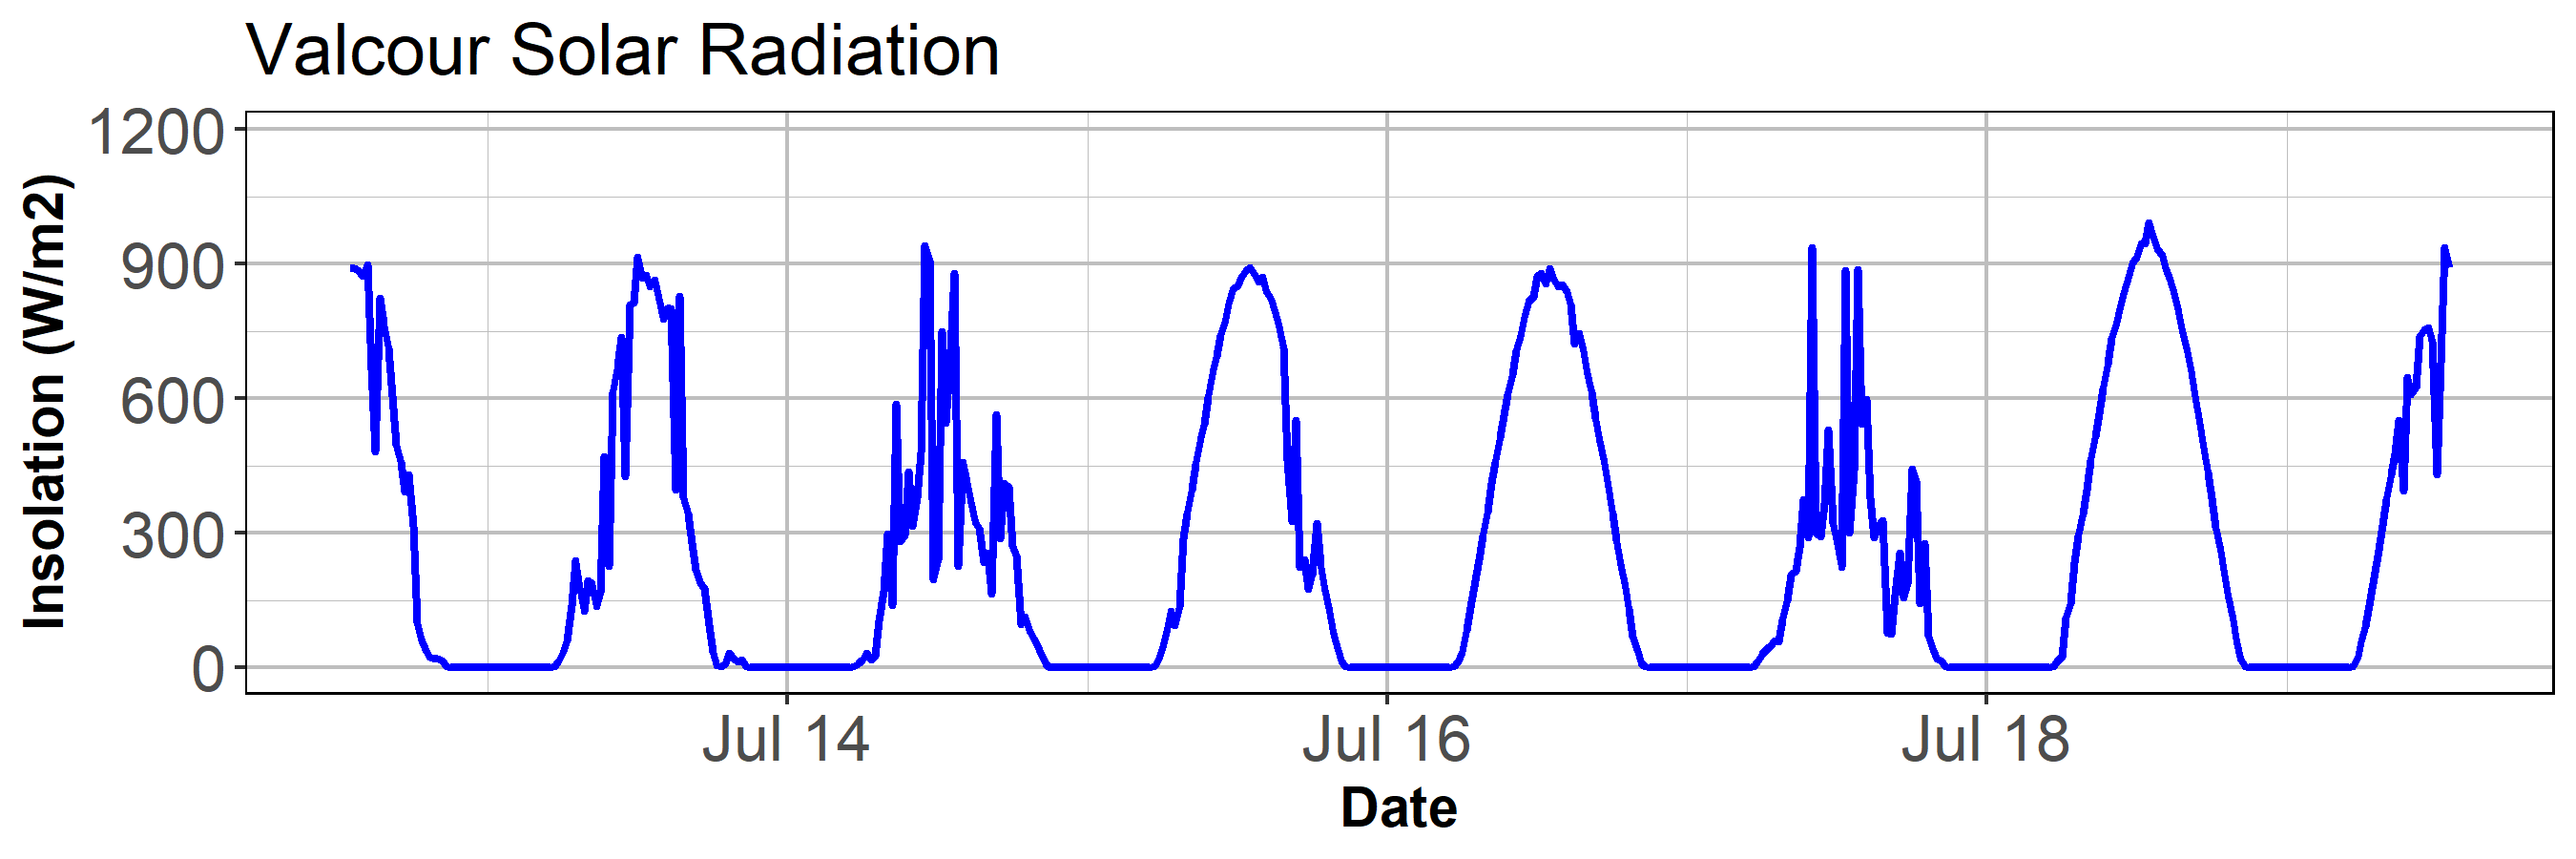 Valcour Solar Radiation
1200
900
600
300
0
Insolation (W/m2)
Jul 14 Jul 16 Jul 18
Date